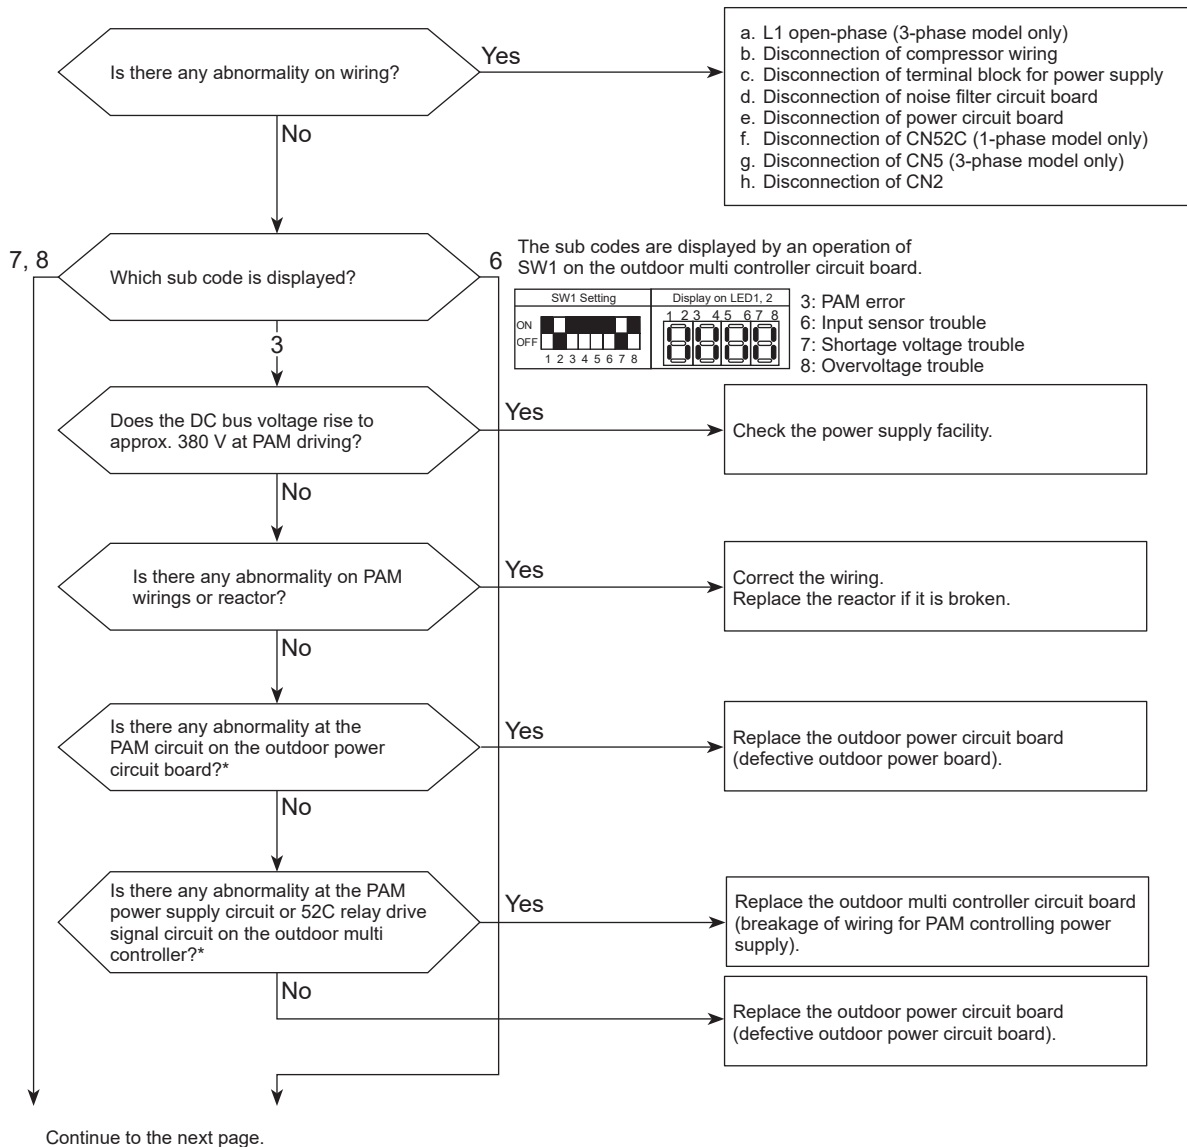 Is there any abnormality on wiring?
Yes
a. L1 open-phase (3-phase model only)
b. Disconnection of compressor wiring
c. Disconnection of terminal block for power supply
d. Disconnection of noise filter circuit board
e. Disconnection of power circuit board
f. Disconnection of CN52C (1-phase model only)
g. Disconnection of CN5 (3-phase model only)
h. Disconnection of CN2
No
7, 8
Which sub code is displayed?
6
The sub codes are displayed by an operation of
SW1 on the outdoor multi controller circuit board.
SW1 Setting
ON
OFF
1 2 3 4 5 6 7 8
Display on LED1, 2
1 2 3 4 5 6 7 8
3: PAM error
6: Input sensor trouble
7: Shortage voltage trouble
8: Overvoltage trouble
3
Does the DC bus voltage rise to
approx. 380 V at PAM driving?
Yes
Check the power supply facility.
No
Is there any abnormality on PAM
wirings or reactor?
Yes
Correct the wiring.
Replace the reactor if it is broken.
No
Is there any abnormality at the
PAM circuit on the outdoor power
circuit board?*
Yes
Replace the outdoor power circuit board
(defective outdoor power board).
No
Is there any abnormality at the PAM
power supply circuit or 52C relay drive
signal circuit on the outdoor multi
controller?*
Yes
Replace the outdoor multi controller circuit board
(breakage of wiring for PAM controlling power
supply).
No
Replace the outdoor power circuit board
(defective outdoor power circuit board).
Continue to the next page.